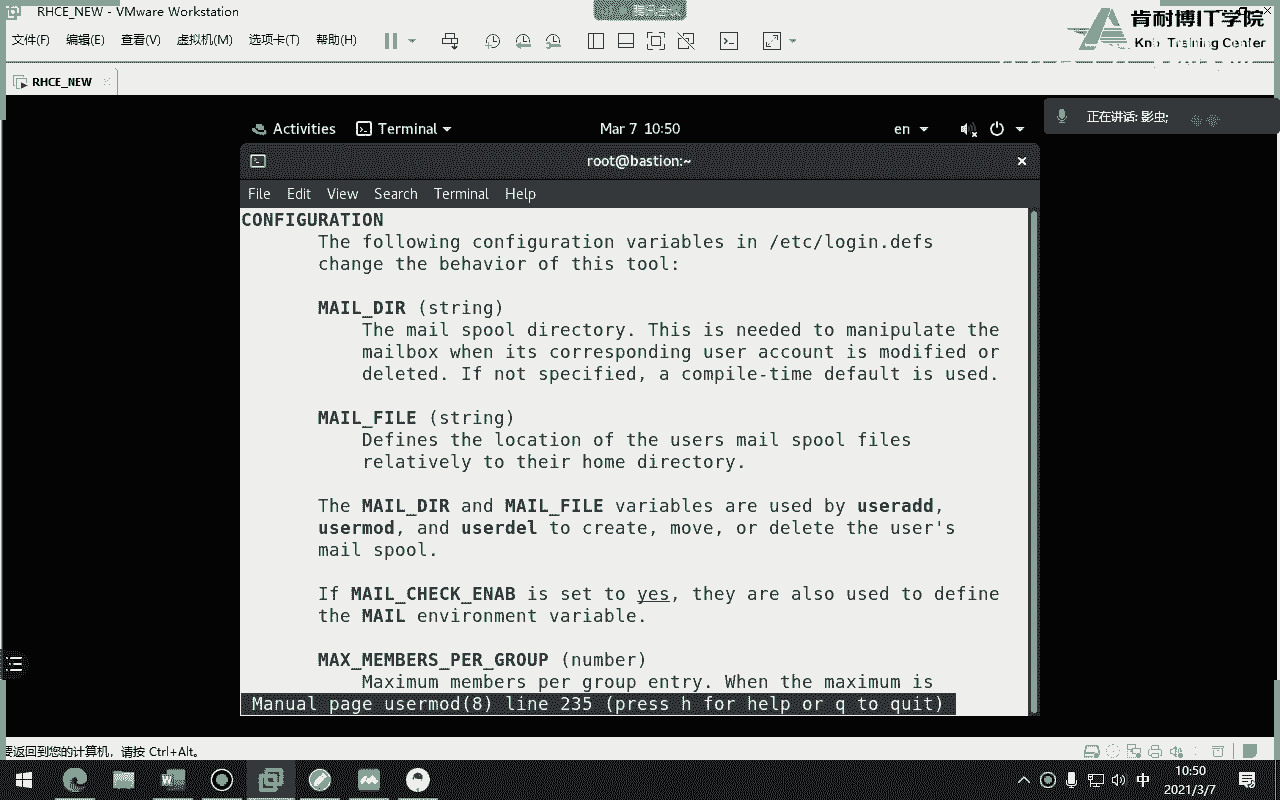 RHCE_NEW - VMware Workstation
文件(F) 编辑(E) 查看(V) 虚拟机(M) 选项卡(T) 帮助(H)
肯耐博IT学院
Training Center
RHCE_NEW
正在讲话: 影虫;
Activities Terminal Mar 7 10:50 en
root@bastion:~
File Edit View Search Terminal Help
CONFIGURATION
The following configuration variables in /etc/login.defs
change the behavior of this tool:
MAIL_DIR (string)
The mail spool directory. This is needed to manipulate the
mailbox when its corresponding user account is modified or
deleted. If not specified, a compile-time default is used.
MAIL_FILE (string)
Defines the location of the users mail spool files
relatively to their home directory.
The MAIL_DIR and MAIL_FILE variables are used by useradd,
usermod, and userdel to create, move, or delete the user's
mail spool.
If MAIL_CHECK_ENAB is set to yes, they are also used to define
the MAIL environment variable.
MAX_MEMBERS_PER_GROUP (number)
Maximum members per group entry. When the maximum is
Manual page usermod(8) line 235 (press h for help or q to quit)
要返回到您的计算机，请按 Ctrl+Alt。
中
10:50
2021/3/7